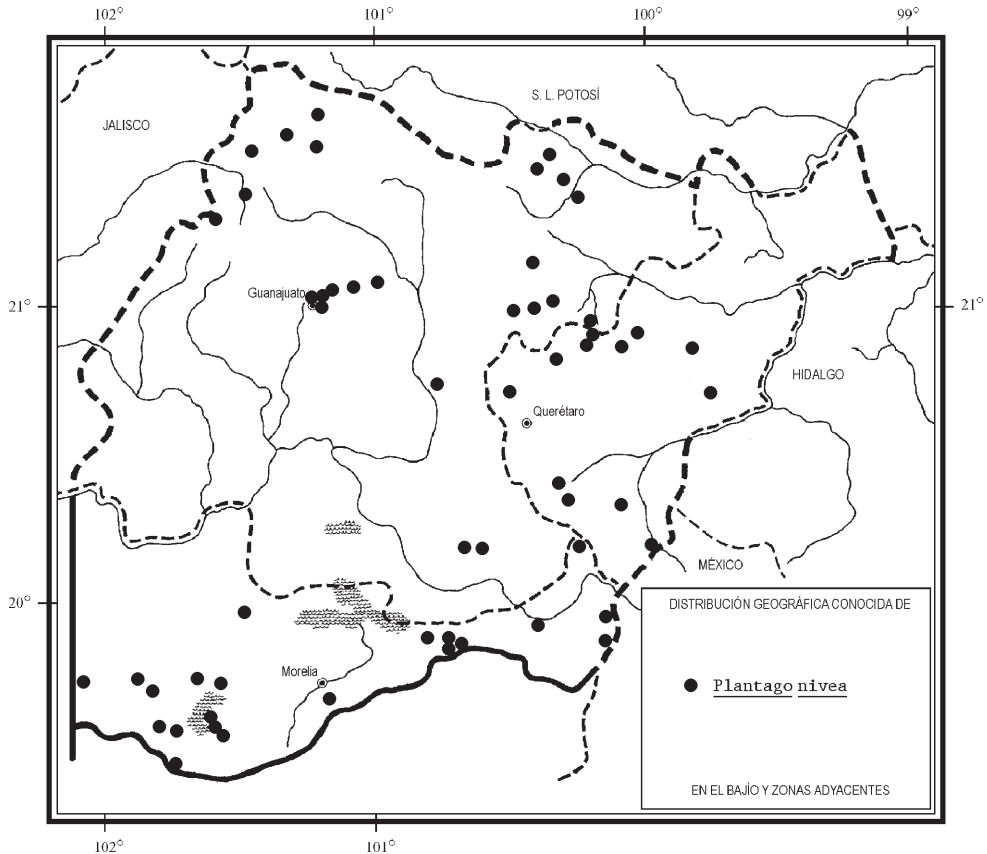 102° 101° 100° 99°
S. L. POTOSÍ
JALISCO
Guanajuato
21° 21°
HIDALGO
Querétaro
MÉXICO
20°
DISTRIBUCIÓN GEOGRÁFICA CONOCIDA DE
Morelia
Plantago nivea
EN EL BAJÍO Y ZONAS ADYACENTES
102° 101°